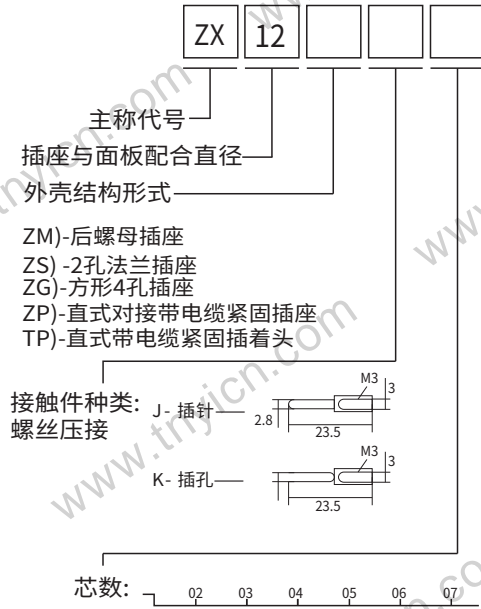 ZX 12
主称代号
插座与面板配合直径
外壳结构形式
ZM)-后螺母插座
ZS) -2孔法兰插座
ZG)-方形4孔插座
ZP)-直式对接带电缆紧固插座
TP)-直式带电缆紧固插着头
接触件种类:
螺丝压接
J- 插针
2.8
23.5
M3
3
K- 插孔
23.5
M3
3
芯数:
02 03 04 05 06 07
www.tnyicn.com